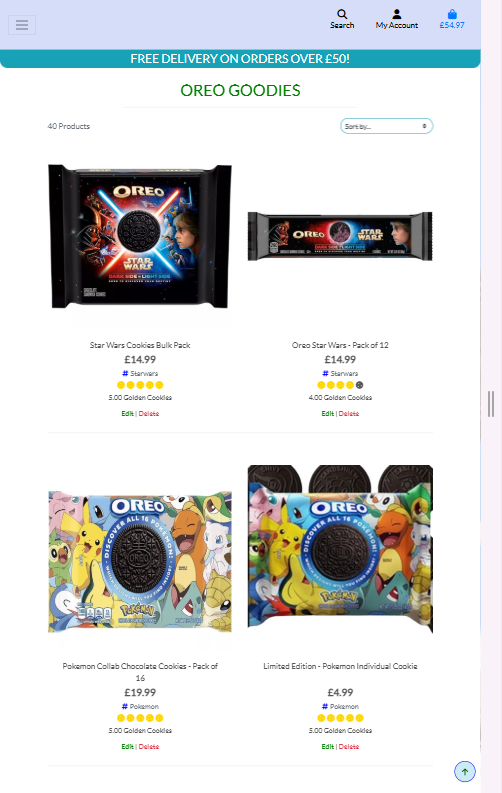 Search
My Account
£54.97
FREE DELIVERY ON ORDERS OVER £50!
OREO GOODIES
40 Products
Sort by...
OREO
STAR
WARS
DARK SIDE
LIGHT SIDE
OREO
STAR
WARS
DARK SIDE
LIGHT SIDE
Star Wars Cookies Bulk Pack
£14.99
# Starwars
5.00 Golden Cookies
Edit | Delete
Oreo Star Wars - Pack of 12
£14.99
# Starwars
4.00 Golden Cookies
Edit | Delete
OREO
DISCOVER ALL 16 POKÉMON!
OREO
POKÉMON
OREO
DISCOVER ALL 16 POKÉMON!
POKÉMON
Pokemon Collab Chocolate Cookies - Pack of
16
£19.99
# Pokemon
5.00 Golden Cookies
Edit | Delete
Limited Edition - Pokemon Individual Cookie
£4.99
# Pokemon
5.00 Golden Cookies
Edit | Delete